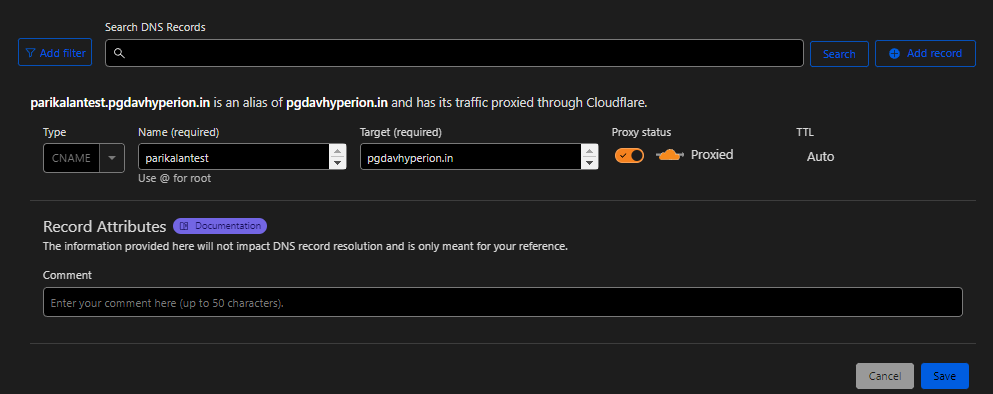 Search DNS Records
Add filter
Search
Add record
parikalantest.pgdavhyperion.in is an alias of pgdavhyperion.in and has its traffic proxied through Cloudflare.
Type
Name (required)
Target (required)
Proxy status
TTL
CNAME
parikalantest
pgdavhyperion.in
Proxied
Auto
Use @ for root
Record Attributes
Documentation
The information provided here will not impact DNS record resolution and is only meant for your reference.
Comment
Enter your comment here (up to 50 characters).
Cancel
Save